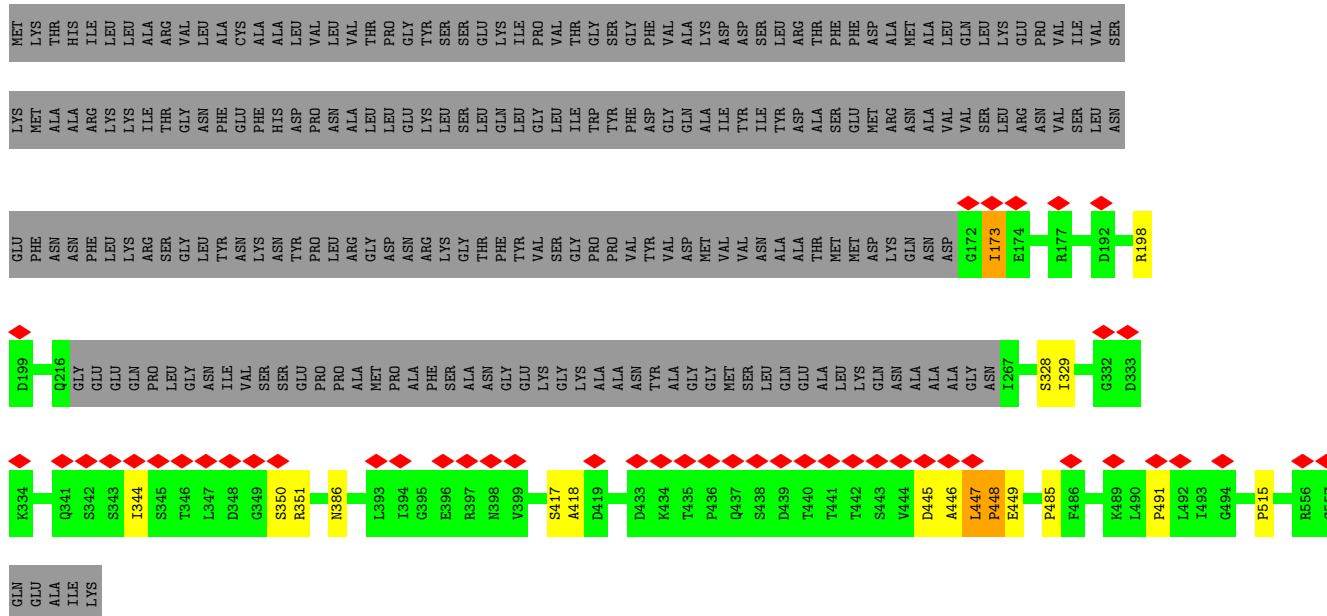 MET LYS THR HIS ILE LEU LEU ALA ARG VAL LEU ALA CYS ALA ALA LEU VAL LEU VAL THR PRO GLY TYR SER SER GLU LYS ILE PRO VAL THR GLY SER GLY PHE VAL ALA LYS ASP ASP SER LEU ARG THR PHE PHE ASP ALA MET ALA LEU GLN LEU LYS GLU PRO VAL ILE VAL SER
LYS MET ALA ALA ARG LYS LYS ILE THR GLY ASN PHE GLU PHE HIS ASP PRO ASN ALA LEU LEU GLU LYS LEU SER LEU GLN LEU GLY LEU ILE TRP TYR PHE ASP GLY GLN ALA ILE TYR ILE TYR ASP ALA SER GLU MET ARG ASN ALA VAL VAL SER LEU ARG ASN VAL SER LEU ASN
GLU PHE ASN ASN PHE LEU LYS ARG SER GLY LEU TYR ASN LYS ASN TYR PRO LEU ARG GLY ASP ASN ARG LYS GLY THR PHE TYR VAL SER GLY PRO PRO VAL TYR VAL ASP MET VAL VAL ASN ALA ALA THR MET MET ASP LYS GLN ASN ASP G172 I173 E174 R177 D192 R198
D199 Q216 GLY GLU GLU GLN PRO LEU GLY ASN ILE VAL SER SER GLU PRO PRO ALA MET PRO ALA PHE SER ALA ASN GLY GLU LYS GLY LYS ALA ALA ASN TYR ALA GLY GLY MET SER LEU GLN GLU ALA LEU LYS GLN ASN ALA ALA ALA GLY ASN I267 S328 I329 G332 D333
K334 Q341 S342 S343 I344 S345 T346 L347 D348 G349 S350 R351 N386 L393 I394 G395 E396 R397 N398 V399 S417 A418 D419 D433 K434 T435 P436 Q437 S438 D439 T440 T441 T442 S443 V444 D445 A446 L447 P448 E449 P485 F486 K489 L490 P491 L492 I493 G494 P515 R556
GLN GLU ALA ILE LYS